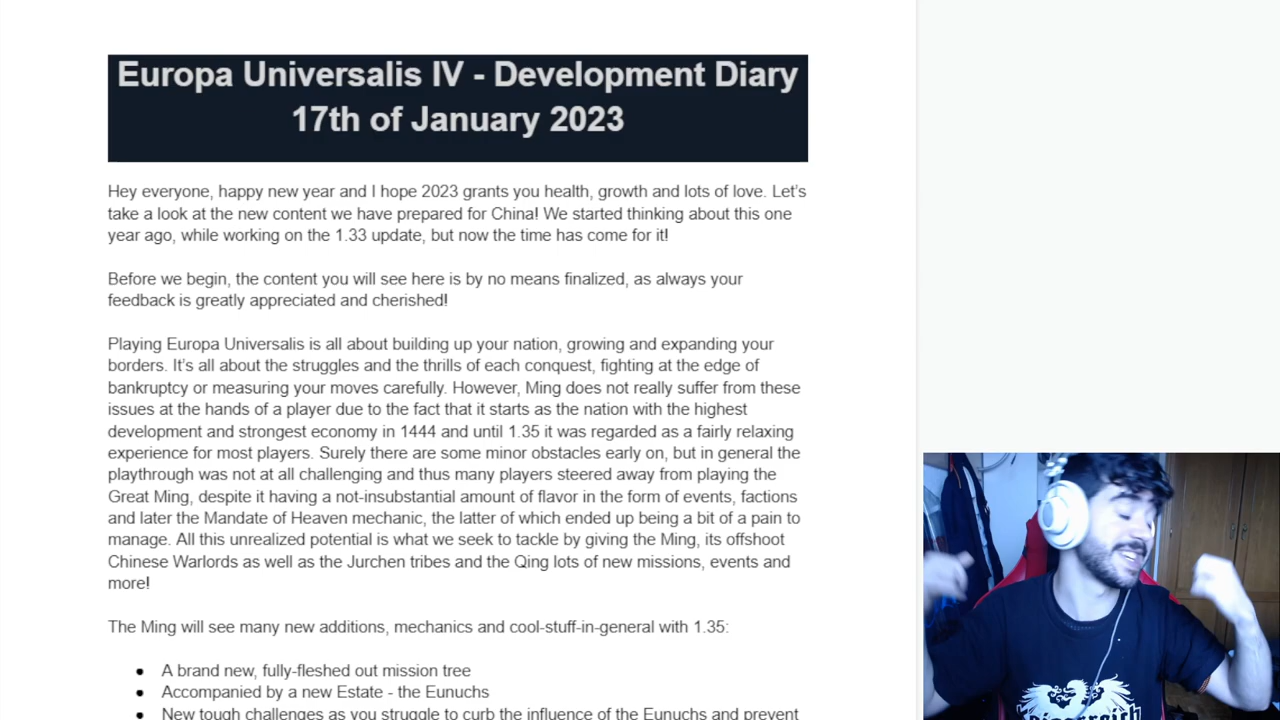 Europa Universalis IV - Development Diary
17th of January 2023
Hey everyone, happy new year and I hope 2023 grants you health, growth and lots of love. Let's
take a look at the new content we have prepared for China! We started thinking about this one
year ago, while working on the 1.33 update, but now the time has come for it!
Before we begin, the content you will see here is by no means finalized, as always your
feedback is greatly appreciated and cherished!
Playing Europa Universalis is all about building up your nation, growing and expanding your
borders. It's all about the struggles and the thrills of each conquest, fighting at the edge of
bankruptcy or measuring your moves carefully. However, Ming does not really suffer from these
issues at the hands of a player due to the fact that it starts as the nation with the highest
development and strongest economy in 1444 and until 1.35 it was regarded as a fairly relaxing
experience for most players. Surely there are some minor obstacles early on, but in general the
playthrough was not at all challenging and thus many players steered away from playing the
Great Ming, despite it having a not-insubstantial amount of flavor in the form of events, factions
and later the Mandate of Heaven mechanic, the latter of which ended up being a bit of a pain to
manage. All this unrealized potential is what we seek to tackle by giving the Ming, its offshoot
Chinese Warlords as well as the Jurchen tribes and the Qing lots of new missions, events and
more!
The Ming will see many new additions, mechanics and cool-stuff-in-general with 1.35:
● A brand new, fully-fleshed out mission tree
● Accompanied by a new Estate - the Eunuchs
● New tough challenges as you struggle to curb the influence of the Eunuchs and prevent